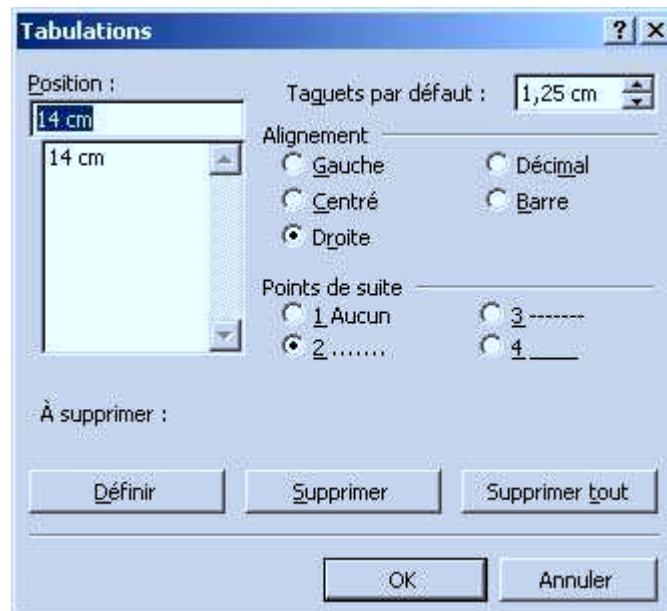 Tabulations
Position :
14 cm
14 cm
Taquets par défaut :
1,25 cm
Alignement
Gauche
Décimal
Centré
Barre
Droite
Points de suite
1 Aucun
3 -------
2 .......
4 ____
À supprimer :
Définir
Supprimer
Supprimer tout
OK
Annuler